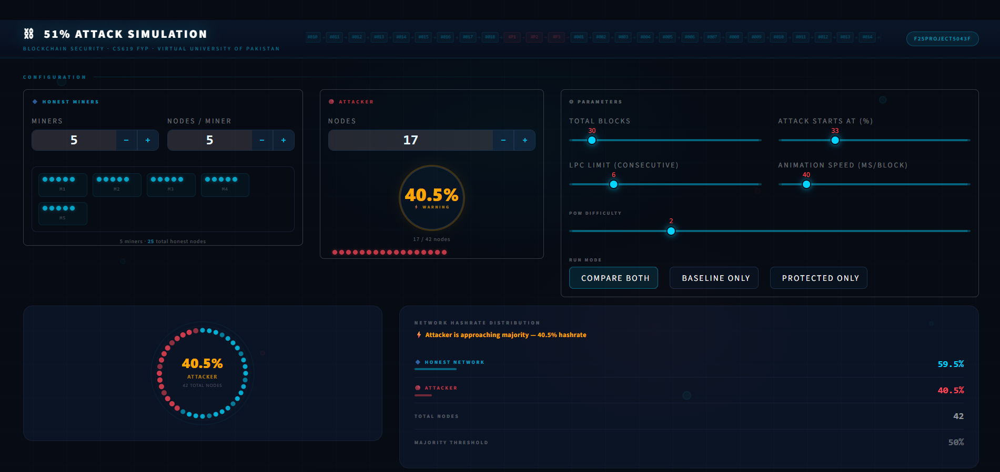 51% ATTACK SIMULATION
BLOCKCHAIN SECURITY · CS619 FYP · VIRTUAL UNIVERSITY OF PAKISTAN
#010 #011 #012 #013 #014 #015 #016 #017 #018 #P1 #P2 #P3 #001 #002 #003 #004 #005 #006 #007 #008 #009 #010 #011 #012 #013 #014
F25PROJECT5043F
CONFIGURATION
HONEST MINERS
MINERS
NODES / MINER
5 − +
5 − +
M1 M2 M3 M4
M5
5 miners · 25 total honest nodes
ATTACKER
NODES
17 − +
40.5%
WARNING
17 / 42 nodes
PARAMETERS
TOTAL BLOCKS
30
ATTACK STARTS AT (%)
33
LPC LIMIT (CONSECUTIVE)
6
ANIMATION SPEED (MS/BLOCK)
40
POW DIFFICULTY
2
RUN MODE
COMPARE BOTH
BASELINE ONLY
PROTECTED ONLY
40.5%
ATTACKER
42 TOTAL NODES
NETWORK HASHRATE DISTRIBUTION
Attacker is approaching majority — 40.5% hashrate
HONEST NETWORK 59.5%
ATTACKER 40.5%
TOTAL NODES 42
MAJORITY THRESHOLD 50%